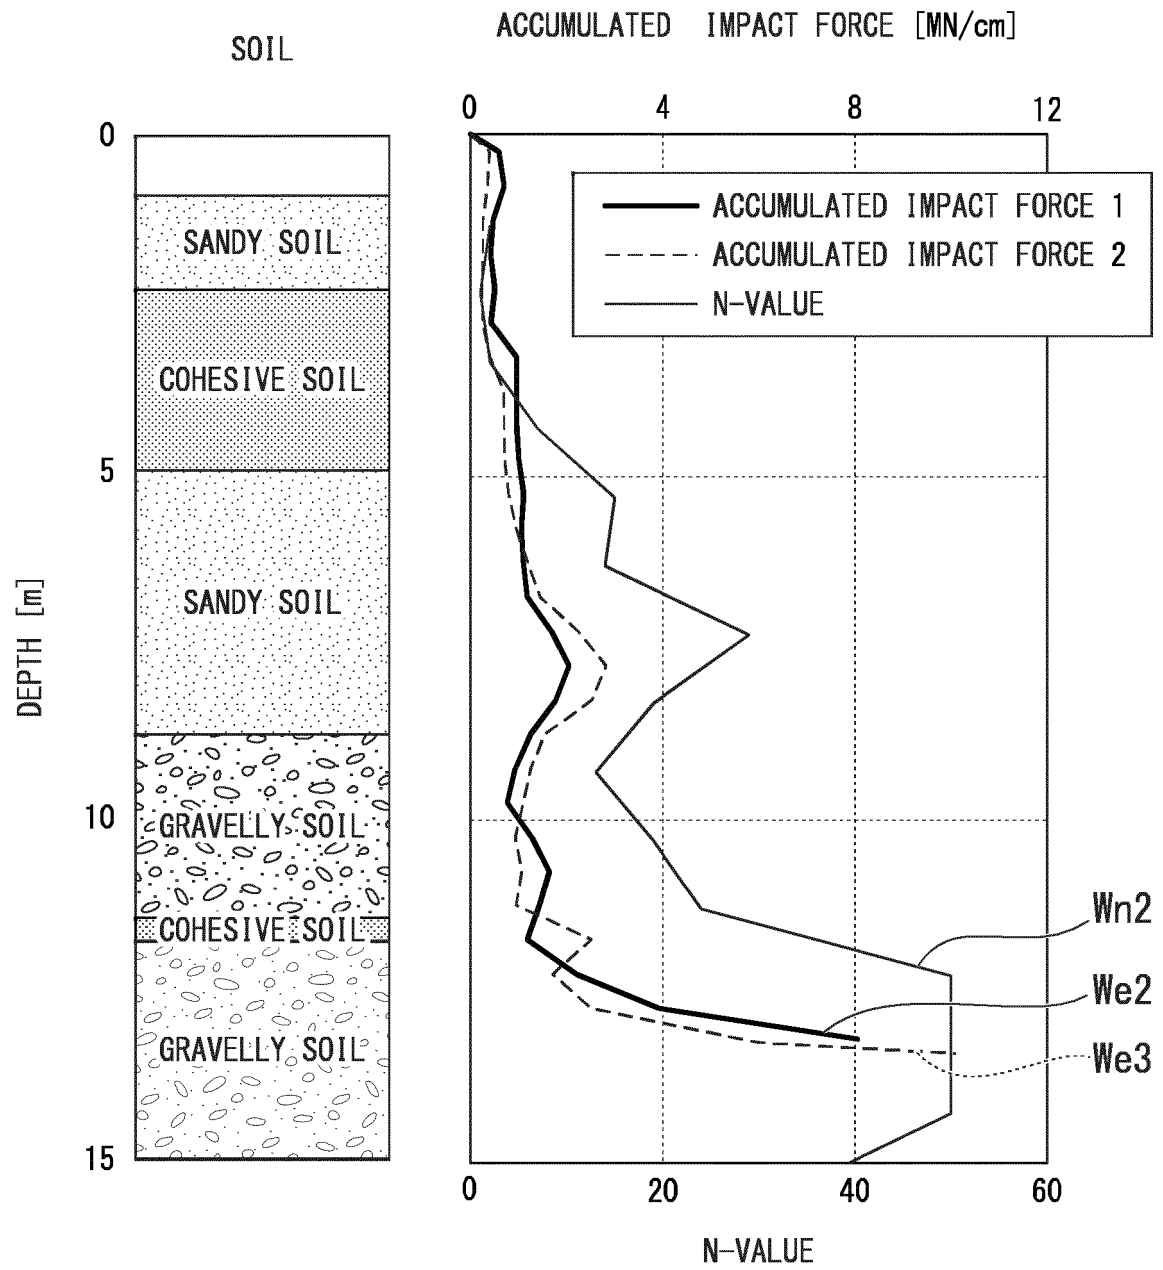 ACCUMULATED IMPACT FORCE [MN/cm]
SOIL
0 4 8 12
0
ACCUMULATED IMPACT FORCE 1
ACCUMULATED IMPACT FORCE 2
N-VALUE
SANDY SOIL
COHESIVE SOIL
5
SANDY SOIL
DEPTH [m]
10
GRAVELLY SOIL
COHESIVE SOIL
GRAVELLY SOIL
15
Wn2
We2
We3
0 20 40 60
N-VALUE